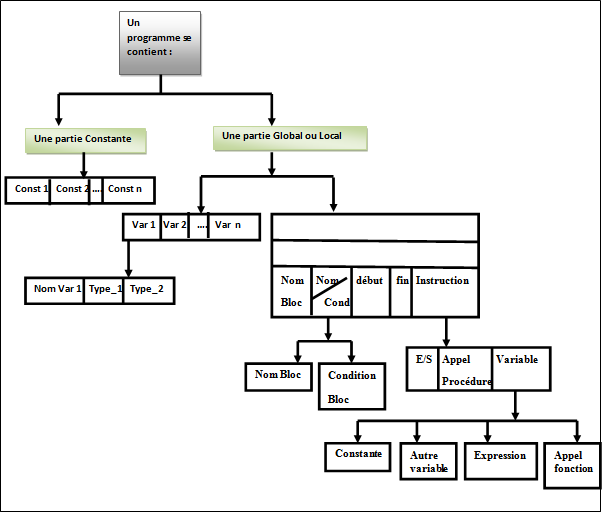 Un
programme se
contient :
Une partie Constante
Une partie Global ou Local
Const 1 Const 2 .... Const n
Var 1 Var 2 .... Var n
Nom Var 1 Type_1 Type_2
Nom Bloc
Nom Cond
début
fin
Instruction
Nom Bloc
Condition
Bloc
E/S
Appel
Procédure
Variable
Constante
Autre
variable
Expression
Appel
fonction